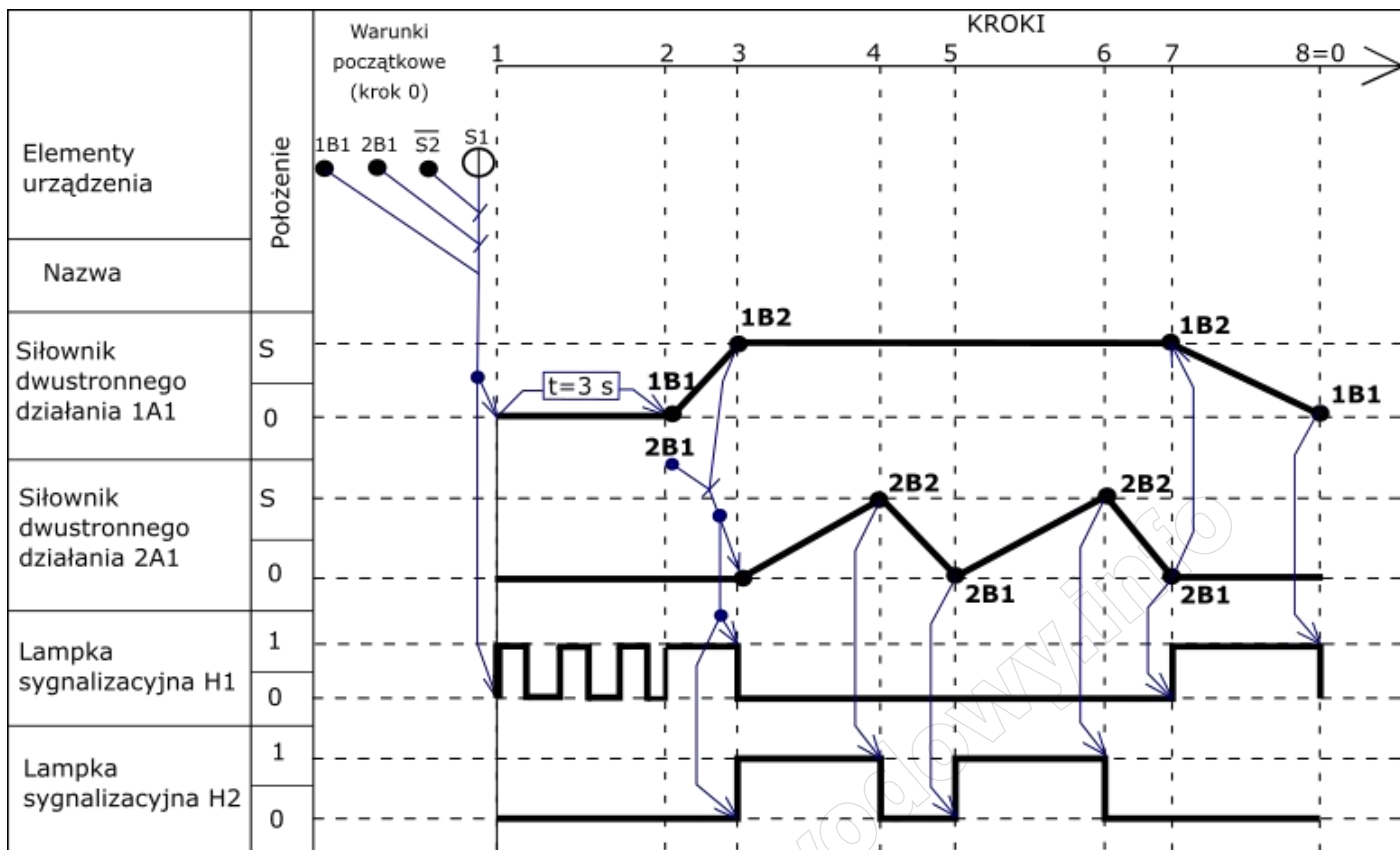 KROKI
Warunki
początkowe
(krok 0)
1 2 3 4 5 6 7 8=0
Elementy
urządzenia
Położenie
1B1 2B1 S2 S1
Nazwa
Siłownik
dwustronnego
działania 1A1
S
0
t=3 s
1B1
1B2
1B2
1B1
Siłownik
dwustronnego
działania 2A1
S
0
2B1
2B2
2B1
2B2
2B1
Lampka
sygnalizacyjna H1
1
0
Lampka
sygnalizacyjna H2
1
0